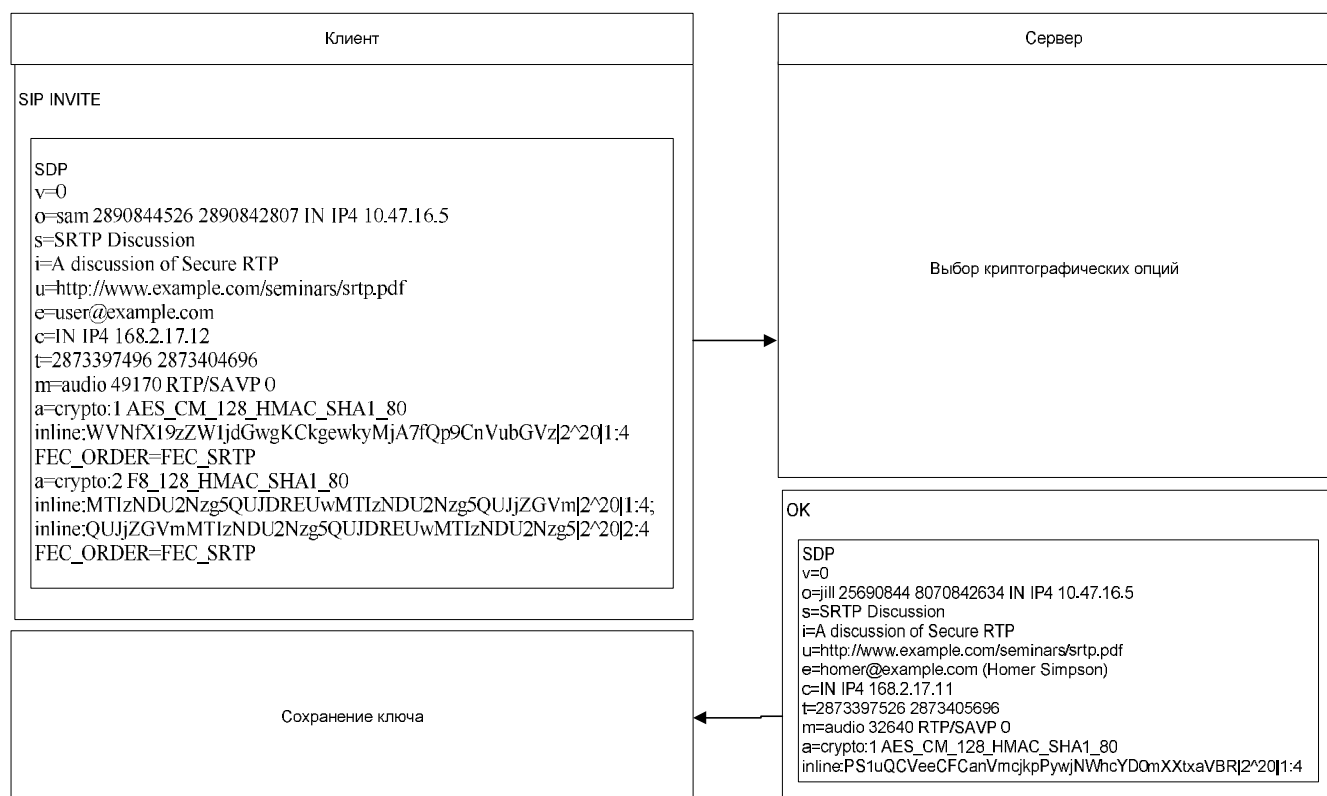 Клиент
SIP INVITE
SDP
v=0
o=sam 2890844526 2890842807 IN IP4 10.47.16.5
s=SRTP Discussion
i=A discussion of Secure RTP
u=http://www.example.com/seminars/srtp.pdf
e=user@example.com
c=IN IP4 168.2.17.12
t=2873397496 2873404696
m=audio 49170 RTP/SAVP 0
a=crypto:1 AES_CM_128_HMAC_SHA1_80
inline:WVNfX19zZW1jdGwgKCkgewkyMjA7fQp9CnVubGVz|2^20|1:4
FEC_ORDER=FEC_SRTP
a=crypto:2 F8_128_HMAC_SHA1_80
inline:MTIzNDU2Nzg5QUJDREUwMTIzNDU2Nzg5QUJjZGVm|2^20|1:4;
inline:QUJjZGVmMTIzNDU2Nzg5QUJDREUwMTIzNDU2Nzg5|2^20|2:4
FEC_ORDER=FEC_SRTP
Сервер
Выбор криптографических опций
OK
SDP
v=0
o=jill 25690844 8070842634 IN IP4 10.47.16.5
s=SRTP Discussion
i=A discussion of Secure RTP
u=http://www.example.com/seminars/srtp.pdf
e=homer@example.com (Homer Simpson)
c=IN IP4 168.2.17.11
t=2873397526 2873405696
m=audio 32640 RTP/SAVP 0
a=crypto:1 AES_CM_128_HMAC_SHA1_80
inline:PS1uQCVeeCFCanVmcjkpPywjNWhcYD0mXXtxaVBR|2^20|1:4
Сохранение ключа